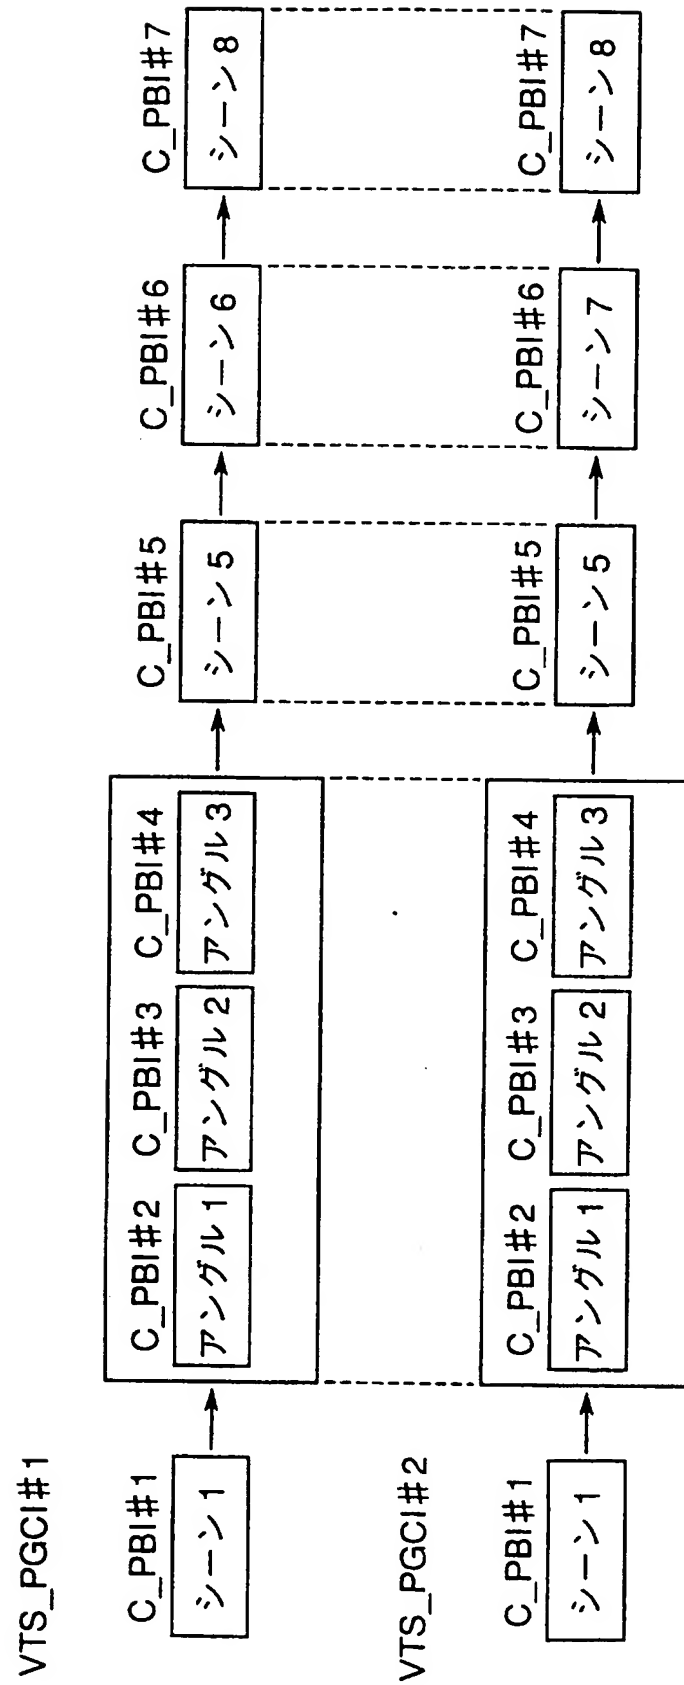 VTS_PGCI#1
C_PBI#1
シーン1
C_PBI#2
アングル1
C_PBI#3
アングル2
C_PBI#4
アングル3
C_PBI#5
シーン5
C_PBI#6
シーン6
C_PBI#7
シーン8
VTS_PGCI#2
C_PBI#1
シーン1
C_PBI#2
アングル1
C_PBI#3
アングル2
C_PBI#4
アングル3
C_PBI#5
シーン5
C_PBI#6
シーン7
C_PBI#7
シーン8